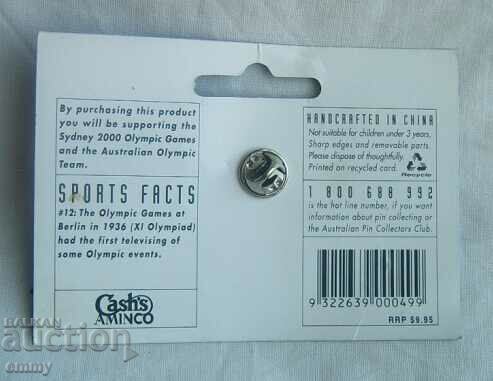 By purchasing this product
you will be supporting the
Sydney 2000 Olympic Games
and the Australian Olympic
Team.
SPORTS FACTS
#12: The Olympic Games at
Berlin in 1936 (XI Olympiad)
had the first televising of
some Olympic events.
Cash's
AMINCO
HANDCRAFTED IN CHINA
Not suitable for children under 3 years.
Sharp edges and removable parts.
Please dispose of thoughtfully.
Printed on recycled card.
Recycle
1 800 688 992
is the hot line number, if you want
information about pin collecting or
the Australian Pin Collectors Club.
9 322639 000499
RRP $9.95
БАЛКАН
auction
emmy